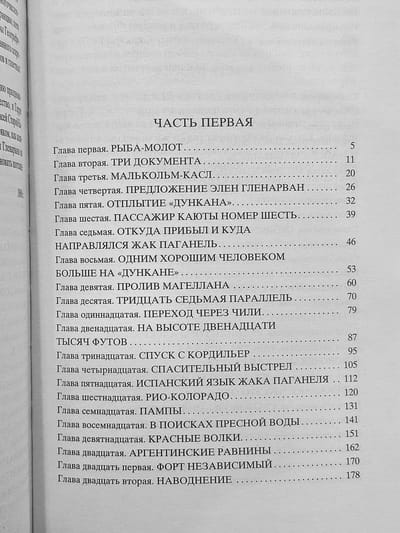 ЧАСТЬ ПЕРВАЯ
Глава первая. РЫБА-МОЛОТ 5
Глава вторая. ТРИ ДОКУМЕНТА 11
Глава третья. МАЛЬКОЛЬМ-КАСЛ 20
Глава четвертая. ПРЕДЛОЖЕНИЕ ЭЛЕН ГЛЕНАРВАН 26
Глава пятая. ОТПЛЫТИЕ «ДУНКАНА» 32
Глава шестая. ПАССАЖИР КАЮТЫ НОМЕР ШЕСТЬ 39
Глава седьмая. ОТКУДА ПРИБЫЛ И КУДА
НАПРАВЛЯЛСЯ ЖАК ПАГАНЕЛЬ 46
Глава восьмая. ОДНИМ ХОРОШИМ ЧЕЛОВЕКОМ
БОЛЬШЕ НА «ДУНКАНЕ» 53
Глава девятая. ПРОЛИВ МАГЕЛЛАНА 60
Глава десятая. ТРИДЦАТЬ СЕДЬМАЯ ПАРАЛЛЕЛЬ 70
Глава одиннадцатая. ПЕРЕХОД ЧЕРЕЗ ЧИЛИ 79
Глава двенадцатая. НА ВЫСОТЕ ДВЕНАДЦАТИ
ТЫСЯЧ ФУТОВ 87
Глава тринадцатая. СПУСК С КОРДИЛЬЕР 95
Глава четырнадцатая. СПАСИТЕЛЬНЫЙ ВЫСТРЕЛ 105
Глава пятнадцатая. ИСПАНСКИЙ ЯЗЫК ЖАКА ПАГАНЕЛЯ 112
Глава шестнадцатая. РИО-КОЛОРАДО 120
Глава семнадцатая. ПАМПЫ 131
Глава восемнадцатая. В ПОИСКАХ ПРЕСНОЙ ВОДЫ 141
Глава девятнадцатая. КРАСНЫЕ ВОЛКИ 151
Глава двадцатая. АРГЕНТИНСКИЕ РАВНИНЫ 162
Глава двадцать первая. ФОРТ НЕЗАВИСИМЫЙ 170
Глава двадцать вторая. НАВОДНЕНИЕ 178